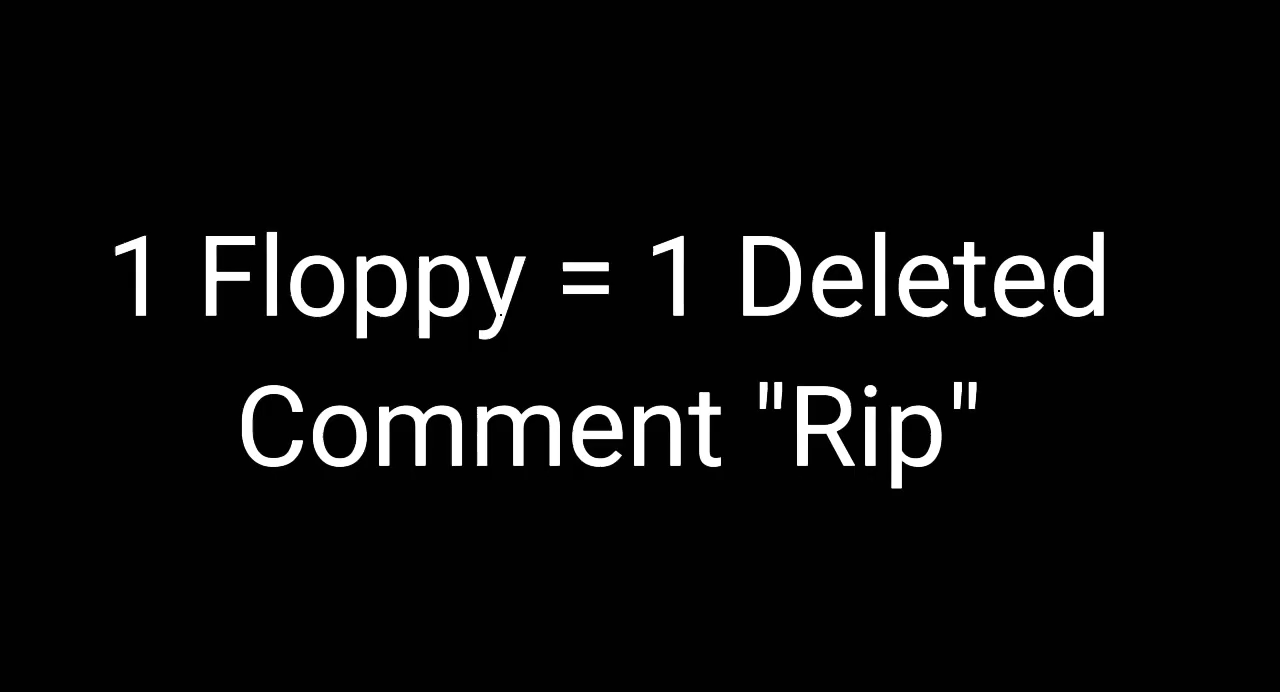 1 Floppy = 1 Deleted
Comment "Rip"